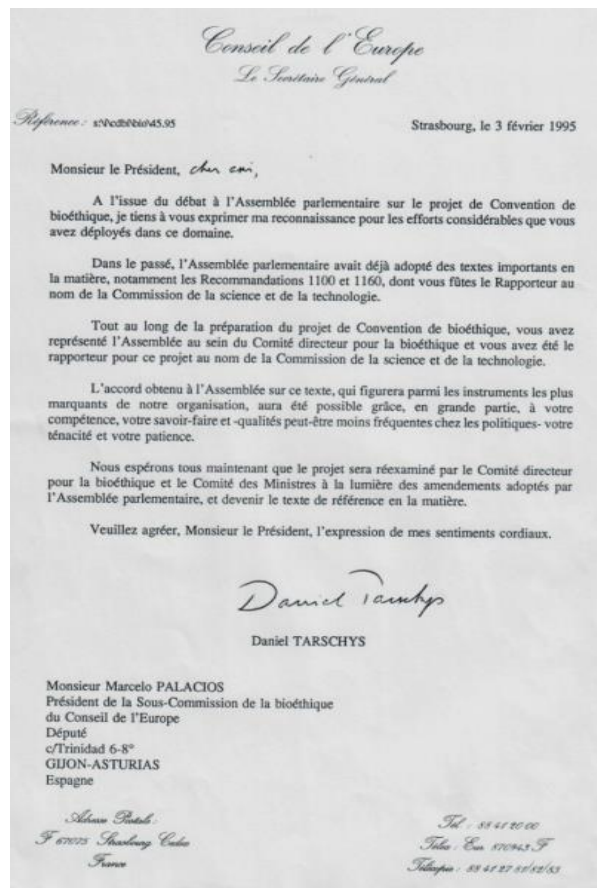 Conseil de l'Europe
Le Secrétaire Général
Référence:
Strasbourg, le 3 février 1995
Monsieur le Président, cher ami,
A l'issue du débat à l'Assemblée parlementaire sur le projet de Convention de
bioéthique, je tiens à vous exprimer ma reconnaissance pour les efforts considérables que vous
avez déployés dans ce domaine.
Dans le passé, l'Assemblée parlementaire avait déjà adopté des textes importants en
la matière, notamment les Recommandations 1100 et 1160, dont vous fûtes le Rapporteur au
nom de la Commission de la science et de la technologie.
Tout au long de la préparation du projet de Convention de bioéthique, vous avez
représenté l'Assemblée au sein du Comité directeur pour la bioéthique et vous avez été le
rapporteur pour ce projet au nom de la Commission de la science et de la technologie.
L'accord obtenu à l'Assemblée sur ce texte, qui figurera parmi les instruments les plus
marquants de notre organisation, aura été possible grâce, en grande partie, à votre
compétence, votre savoir-faire et -qualités peut-être moins fréquentes chez les politiques- votre
ténacité et votre patience.
Nous espérons tous maintenant que le projet sera réexaminé par le Comité directeur
pour la bioéthique et le Comité des Ministres à la lumière des amendements adoptés par
l'Assemblée parlementaire, et devenir le texte de référence en la matière.
Veuillez agréer, Monsieur le Président, l'expression de mes sentiments cordiaux.
Daniel Tarschys
Daniel TARSCHYS
Monsieur Marcelo PALACIOS
Président de la Sous-Commission de la bioéthique
du Conseil de l'Europe
Député
c/Trinidad 6-8°
GIJON-ASTURIAS
Espagne
Adresse Postale:
F 67075 Strasbourg Cedex
France
Tél: 88 41 20 00
Télex: Eur 870943 F
Télécopie: 88 41 27 81/82/83